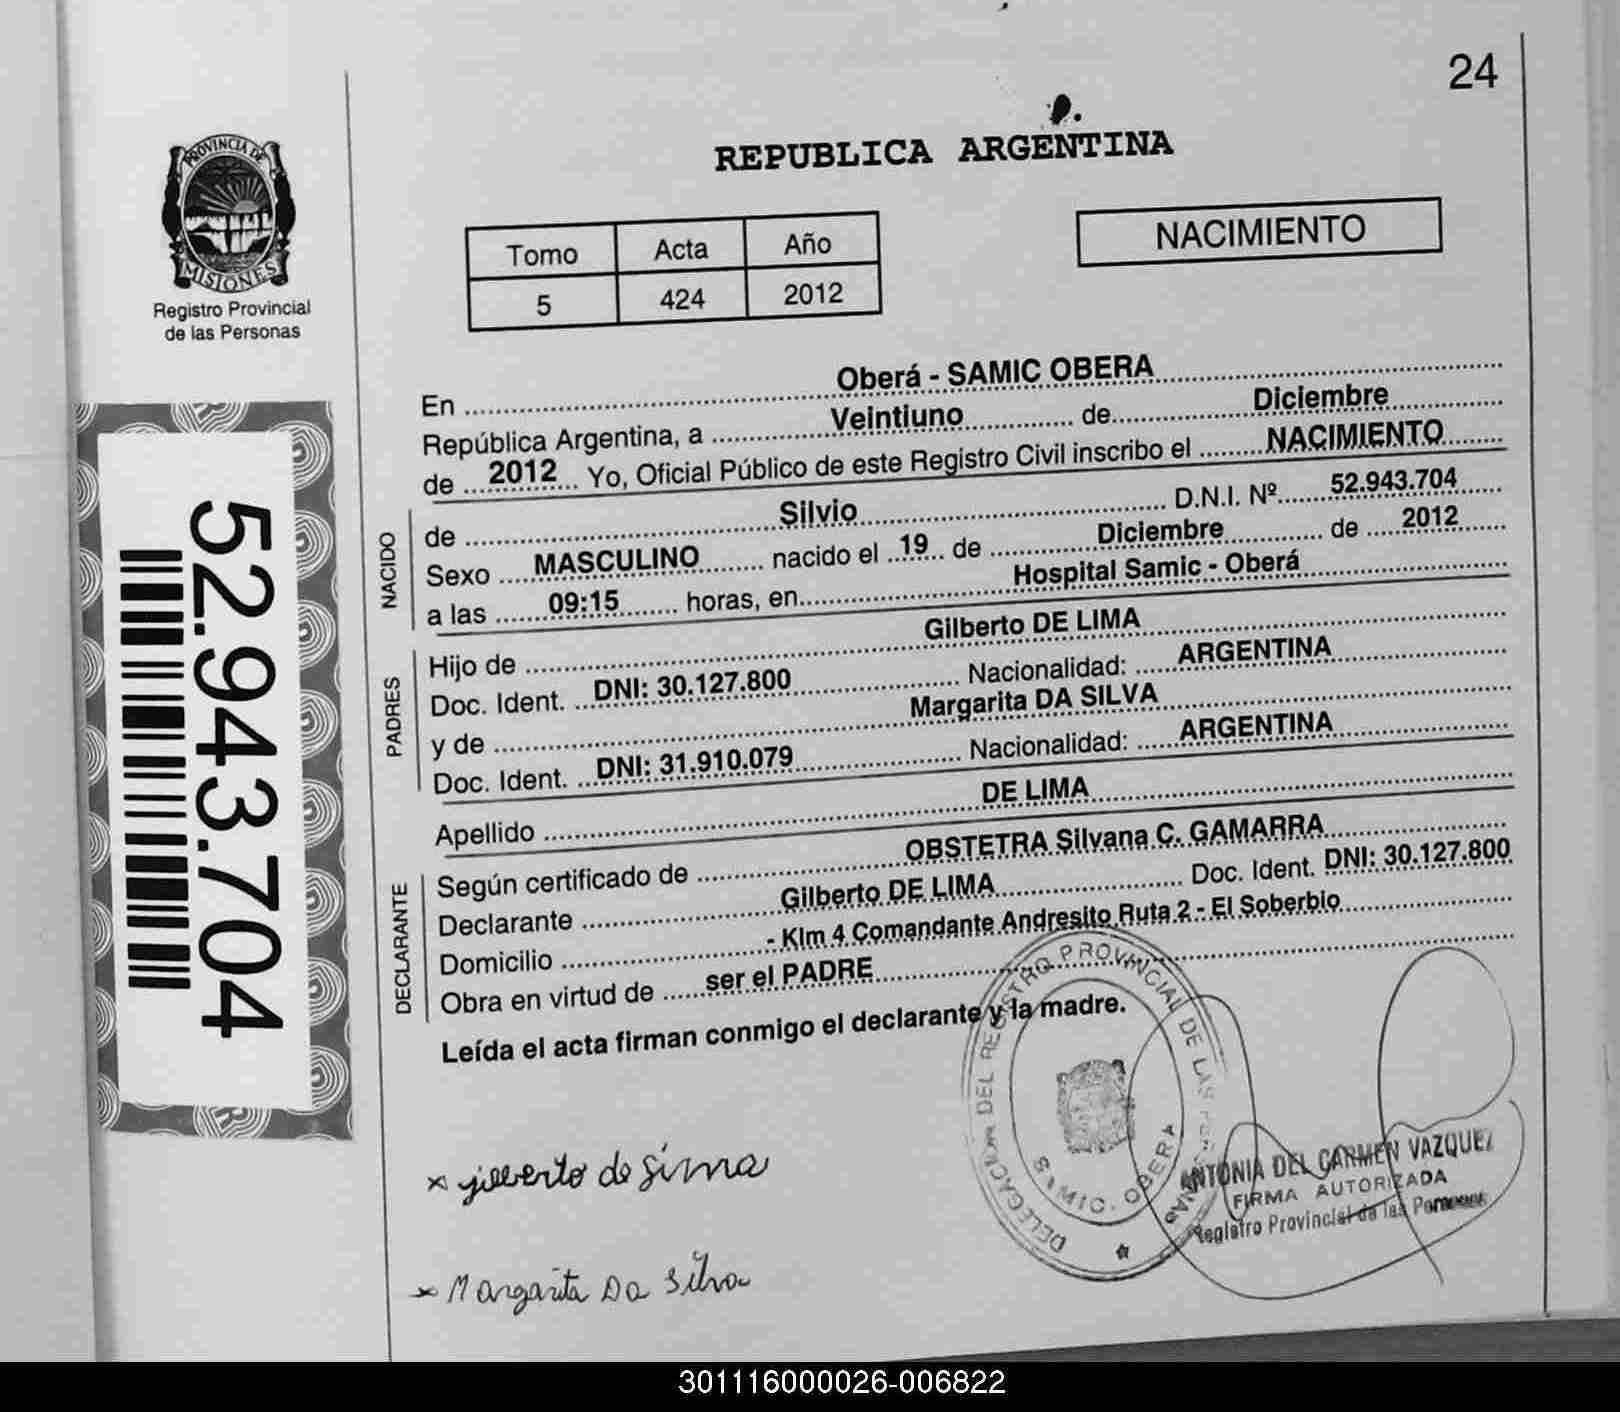 24
PROVINCIA DE
MISIONES
Registro Provincial
de las Personas
REPUBLICA ARGENTINA
Tomo Acta Año
5 424 2012
NACIMIENTO
En Oberá - SAMIC OBERA
República Argentina, a Veintiuno de Diciembre
de 2012 Yo, Oficial Público de este Registro Civil inscribo el NACIMIENTO
NACIDO
de Silvio D.N.I. Nº 52.943.704
Sexo MASCULINO nacido el 19 de Diciembre de 2012
a las 09:15 horas, en Hospital Samic - Oberá
PADRES
Hijo de Gilberto DE LIMA
Doc. Ident. DNI: 30.127.800 Nacionalidad: ARGENTINA
y de Margarita DA SILVA
Doc. Ident. DNI: 31.910.079 Nacionalidad: ARGENTINA
Apellido DE LIMA
DECLARANTE
Según certificado de OBSTETRA Silvana C. GAMARRA
Declarante Gilberto DE LIMA Doc. Ident. DNI: 30.127.800
Domicilio - Klm 4 Comandante Andresito Ruta 2 - El Soberbio
Obra en virtud de ser el PADRE
Leída el acta firman conmigo el declarante y la madre.
52.943.704
DELEGACION DEL REGISTRO PROVINCIAL DE LAS PERSONAS
SAMIC. OBERA
x gilberto de Lima
x Margarita Da Silva
ANTONIA DEL CARMEN VAZQUEZ
FIRMA AUTORIZADA
Registro Provincial de las Personas
301116000026-006822